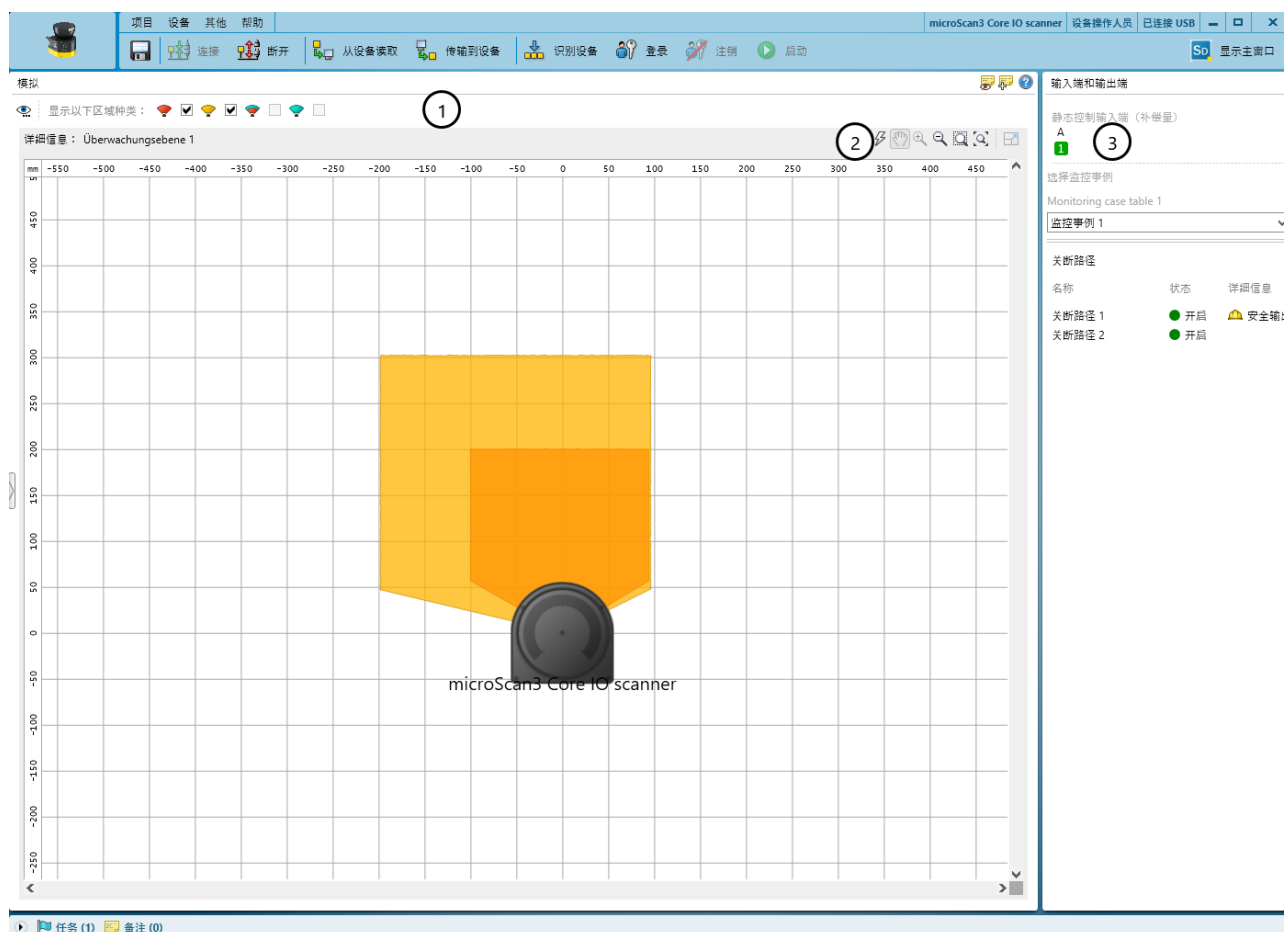 项目 设备 其他 帮助
microScan3 Core IO scanner 设备操作人员 已连接 USB
连接 断开 从设备读取 传输到设备 识别设备 登录 注销 启动
SD 显示主窗口
模拟
显示以下区域种类：
1
详细信息： Überwachungsebene 1
2
mm -550 -500 -450 -400 -350 -300 -250 -200 -150 -100 -50 0 50 100 150 200 250 300 350 400 450
450
400
350
300
250
200
150
100
50
0
-50
-100
-150
-200
-250
microScan3 Core IO scanner
输入端和输出端
静态控制输入端（补偿量）
A
1
3
选择监控事例
Monitoring case table 1
监控事例 1
关断路径
名称 状态 详细信息
关断路径 1 开启 安全输
关断路径 2 开启
任务 (1) 备注 (0)